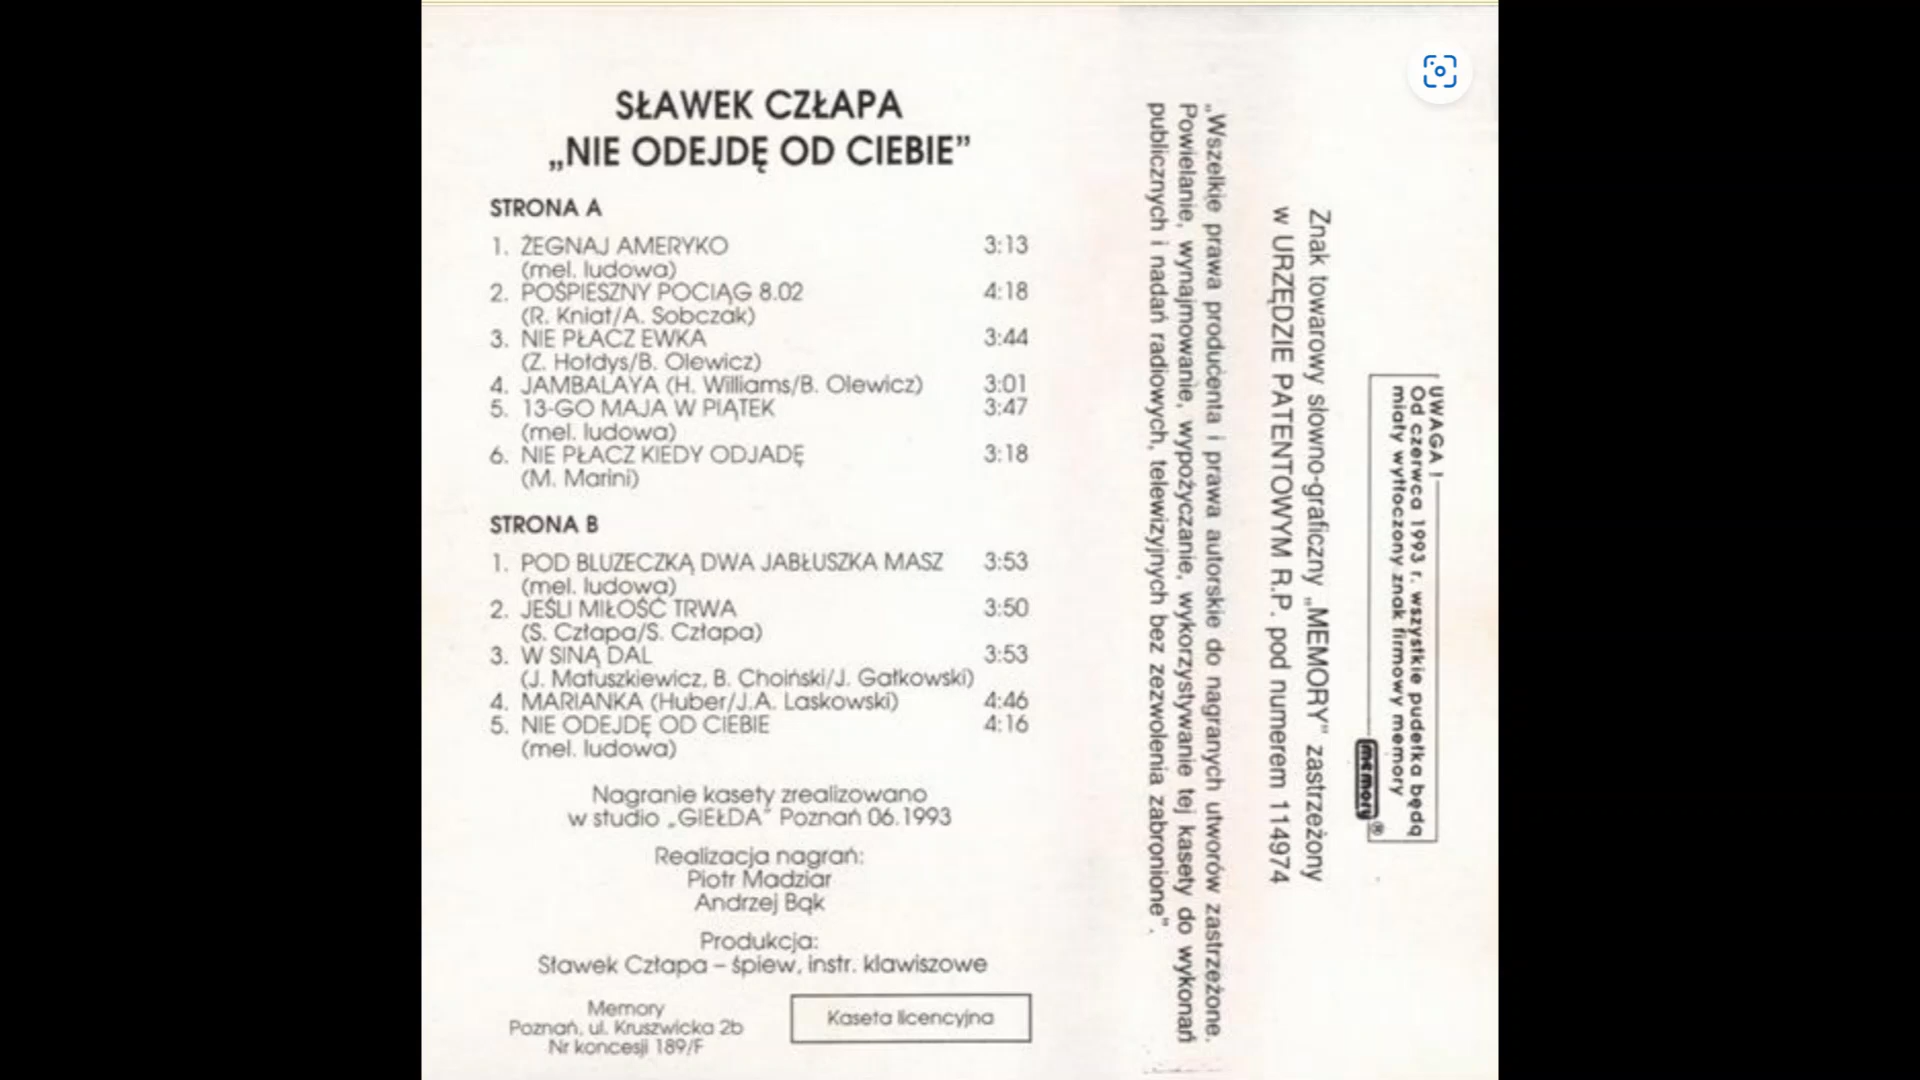 SŁAWEK CZŁAPA
„NIE ODEJDĘ OD CIEBIE”
STRONA A
1. ŻEGNAJ AMERYKO 3:13
(mel. ludowa)
2. POŚPIESZNY POCIĄG 8.02 4:18
(R. Kniat/A. Sobczak)
3. NIE PŁACZ EWKA 3:44
(Z. Hołdys/B. Olewicz)
4. JAMBALAYA (H. Williams/B. Olewicz) 3:01
5. 13-GO MAJA W PIĄTEK 3:47
(mel. ludowa)
6. NIE PŁACZ KIEDY ODJADĘ 3:18
(M. Marini)
STRONA B
1. POD BLUZECZKĄ DWA JABŁUSZKA MASZ 3:53
(mel. ludowa)
2. JEŚLI MIŁOŚĆ TRWA 3:50
(S. Człapa/S. Człapa)
3. W SINĄ DAL 3:53
(J. Matuszkiewicz, B. Choiński/J. Gałkowski)
4. MARIANKA (Huber/J.A. Laskowski) 4:46
5. NIE ODEJDĘ OD CIEBIE 4:16
(mel. ludowa)
Nagranie kasety zrealizowano
w studio „GIEŁDA” Poznań 06.1993
Realizacja nagrań:
Piotr Madziar
Andrzej Bąk
Produkcja:
Sławek Człapa – śpiew, instr. klawiszowe
Memory
Poznań, ul. Kruszwicka 2b
Nr koncesji 189/F
Kaseta licencyjna
„Wszelkie prawa producenta i prawa autorskie do nagranych utworów zastrzeżone.
Powielanie, wynajmowanie, wypożyczanie, wykorzystywanie tej kasety do wykonań
publicznych i nadań radiowych, telewizyjnych bez zezwolenia zabronione”.
Znak towarowy słowno-graficzny „MEMORY” zastrzeżony
w URZĘDZIE PATENTOWYM R.P. pod numerem 114974
UWAGA !
Od czerwca 1993 r. wszystkie pudełka będą
miały wytłoczony znak firmowy memory
memory®